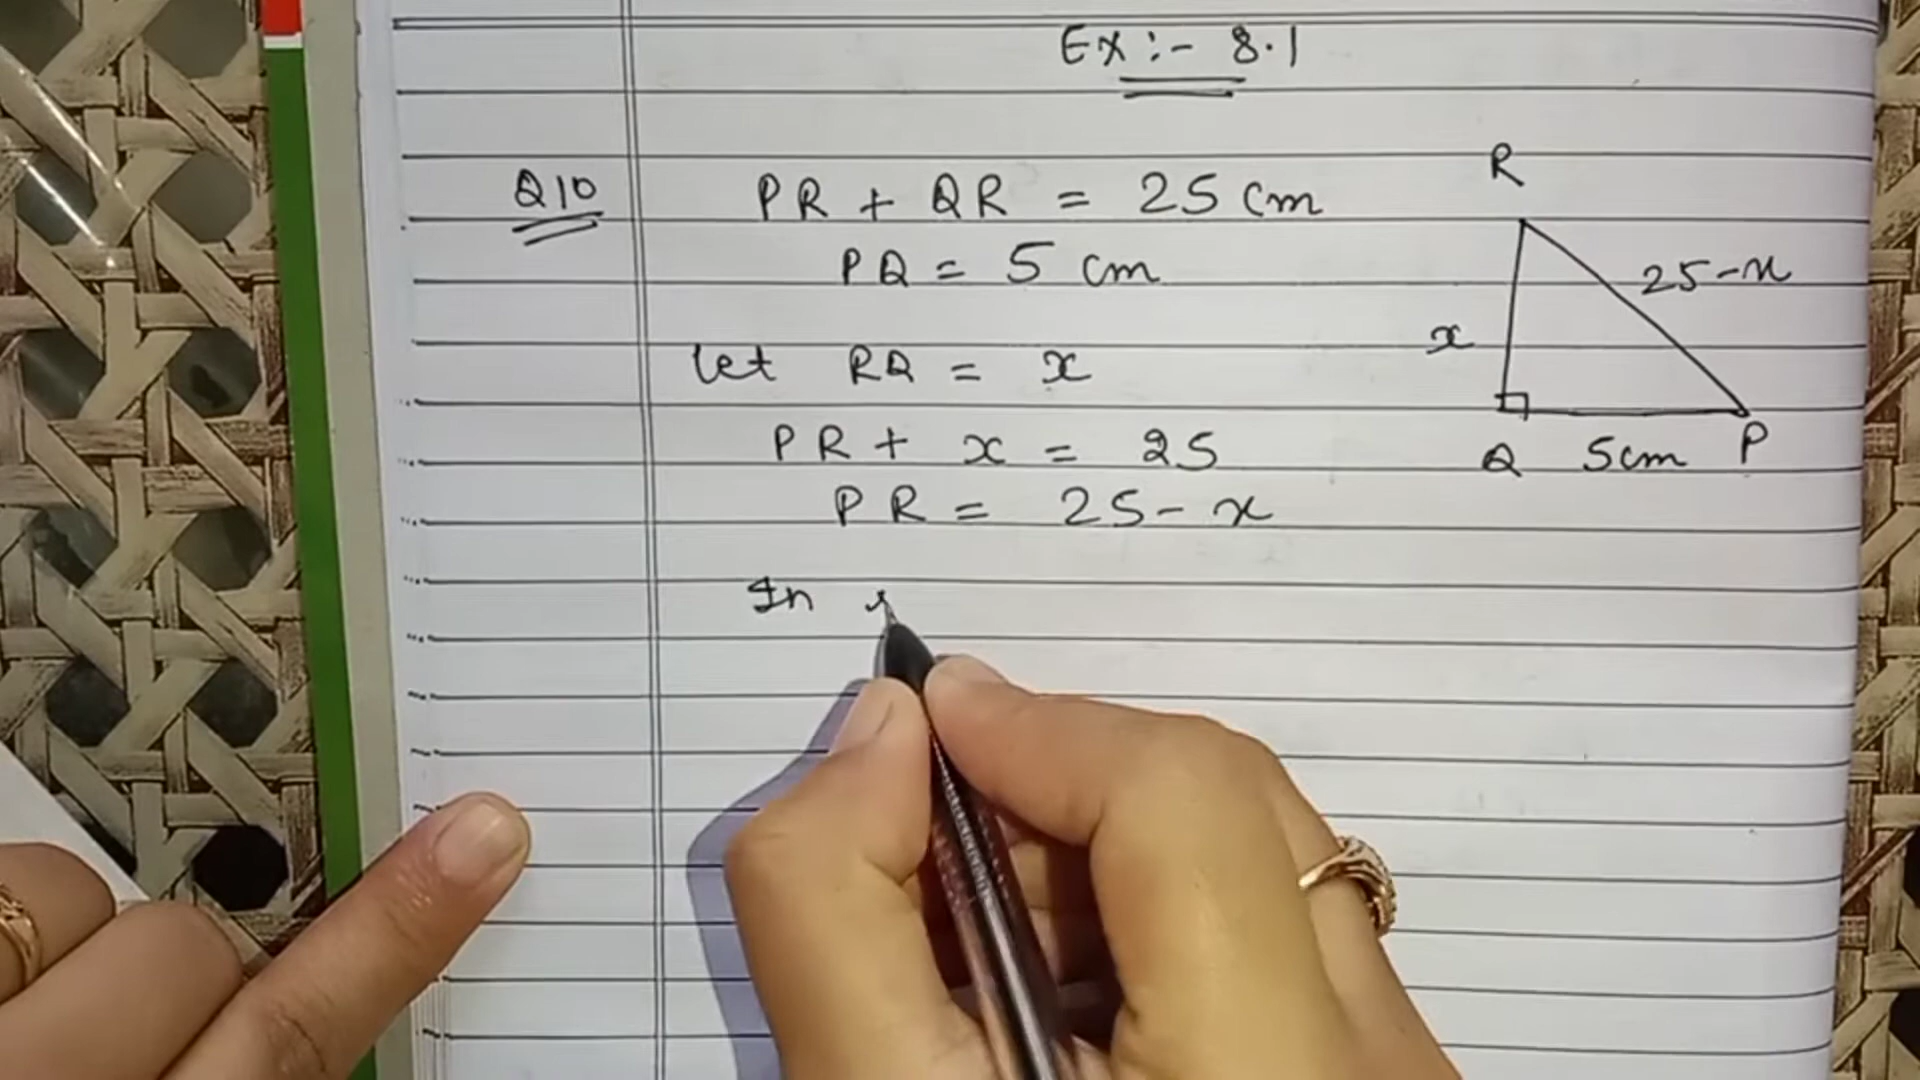 Ex :- 8.1
Q10
PR + QR = 25 cm
PQ = 5 cm
let RQ = x
PR + x = 25
PR = 25 - x
In
R
25-x
x
Q 5cm P